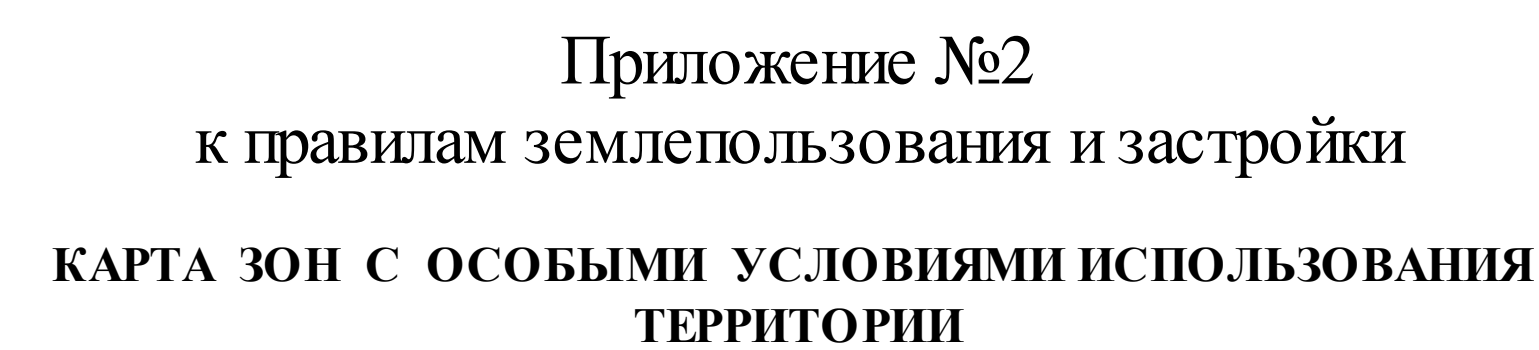 Приложение №2
к правилам землепользования и застройки
КАРТА ЗОН С ОСОБЫМИ УСЛОВИЯМИ ИСПОЛЬЗОВАНИЯ
ТЕРРИТОРИИ